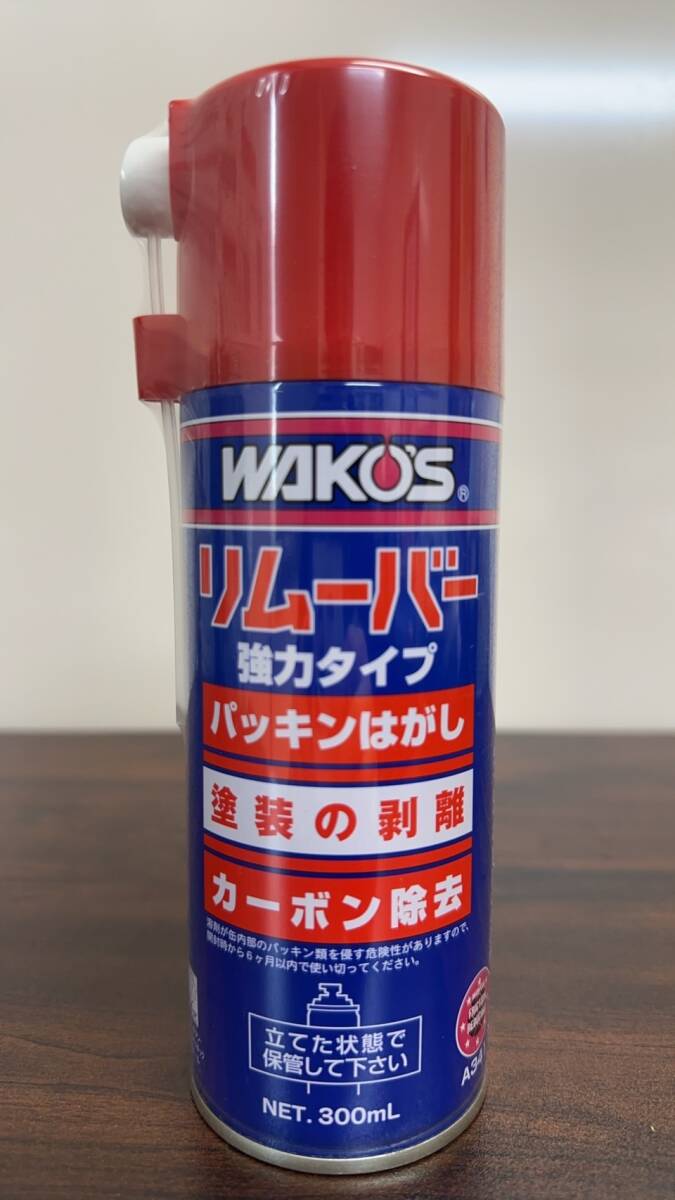 WAKO'S®
リムーバー
強力タイプ
パッキンはがし
塗装の剥離
カーボン除去
溶剤が缶内部のパッキン類を侵す危険性がありますので、
開封時から6ヶ月以内で使い切ってください。
立てた状態で
保管して下さい
NET. 300mL